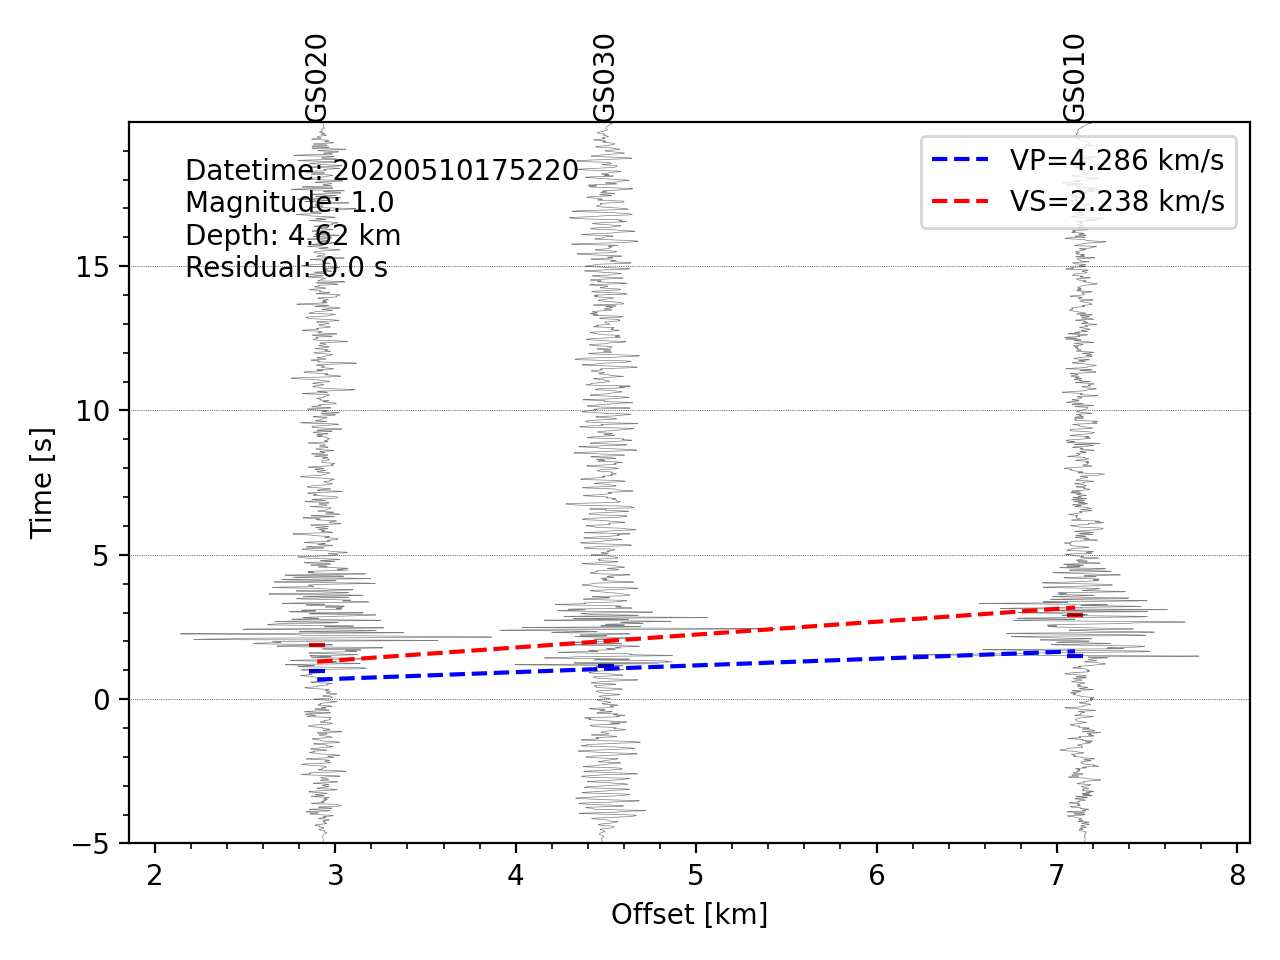 GS020
GS030
GS010
Datetime: 20200510175220
Magnitude: 1.0
Depth: 4.62 km
Residual: 0.0 s
VP=4.286 km/s
VS=2.238 km/s
15
10
5
0
−5
Time [s]
2 3 4 5 6 7 8
Offset [km]